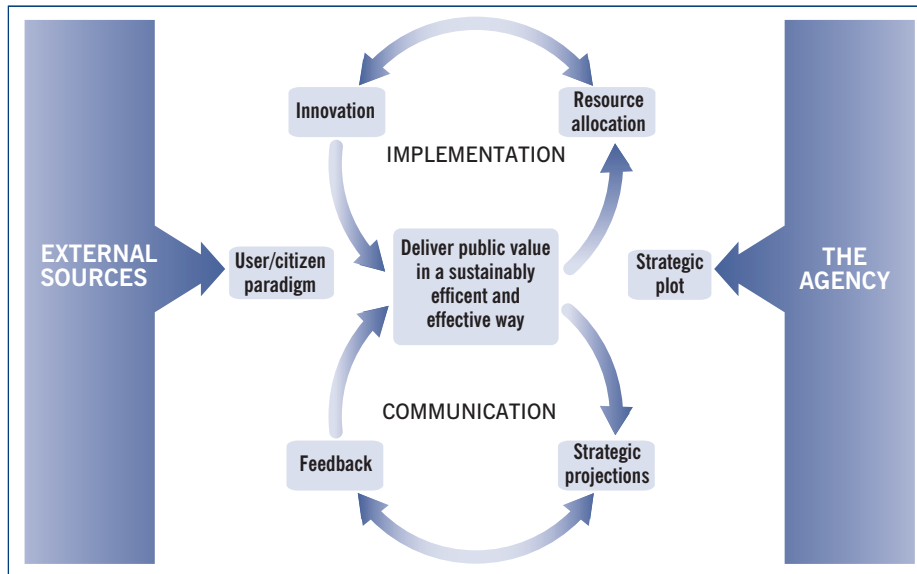 Innovation
Resource
allocation
IMPLEMENTATION
EXTERNAL
SOURCES
User/citizen
paradigm
Deliver public value
in a sustainably
efficent and
effective way
Strategic
plot
THE
AGENCY
COMMUNICATION
Feedback
Strategic
projections